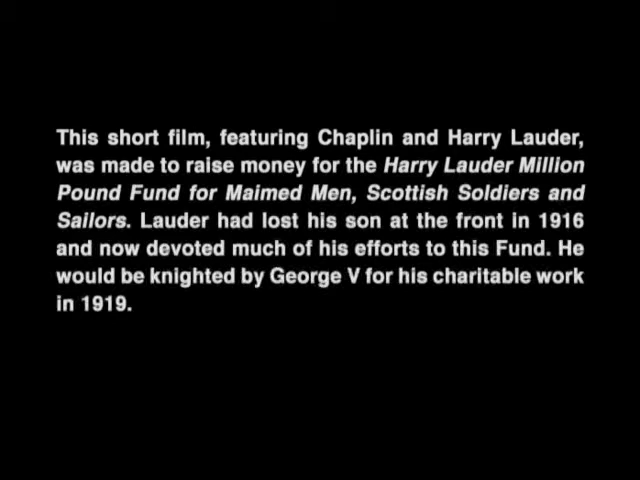 This short film, featuring Chaplin and Harry Lauder,
was made to raise money for the Harry Lauder Million
Pound Fund for Maimed Men, Scottish Soldiers and
Sailors. Lauder had lost his son at the front in 1916
and now devoted much of his efforts to this Fund. He
would be knighted by George V for his charitable work
in 1919.